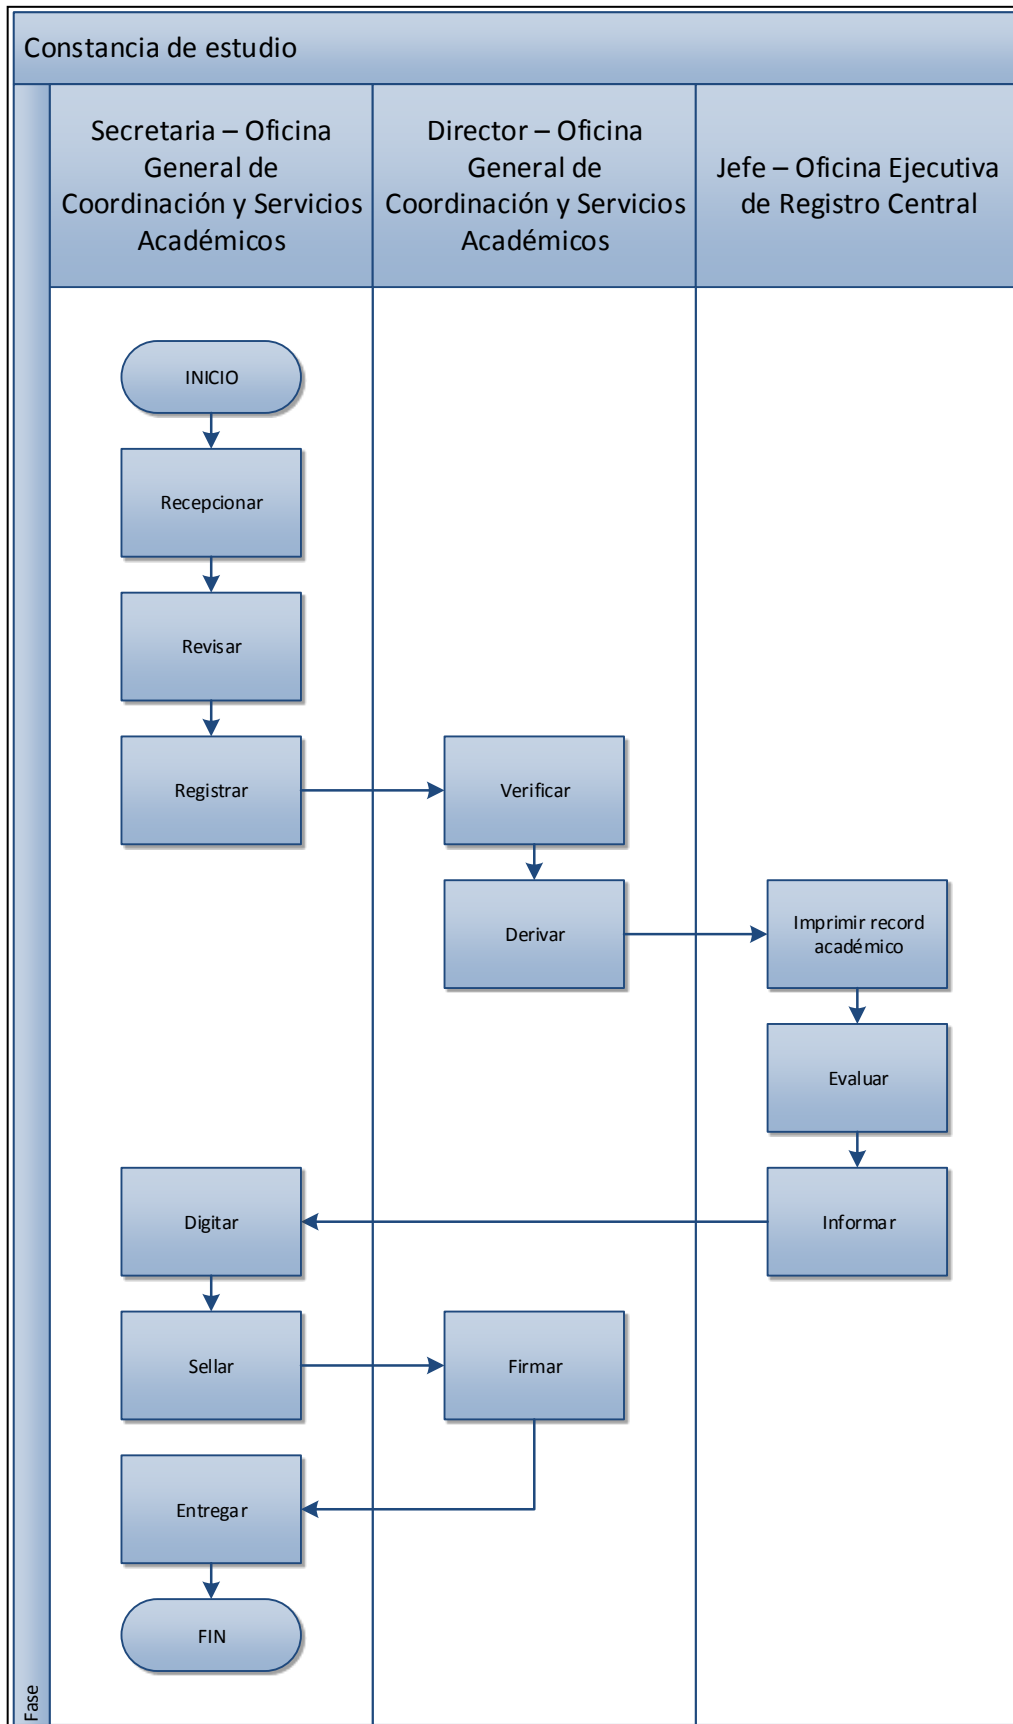 Constancia de estudio
Secretaria – Oficina
General de
Coordinación y Servicios
Académicos
Director – Oficina
General de
Coordinación y Servicios
Académicos
Jefe – Oficina Ejecutiva
de Registro Central
INICIO
Recepcionar
Revisar
Registrar
Verificar
Derivar
Imprimir record
académico
Evaluar
Informar
Digitar
Sellar
Firmar
Entregar
FIN
Fase